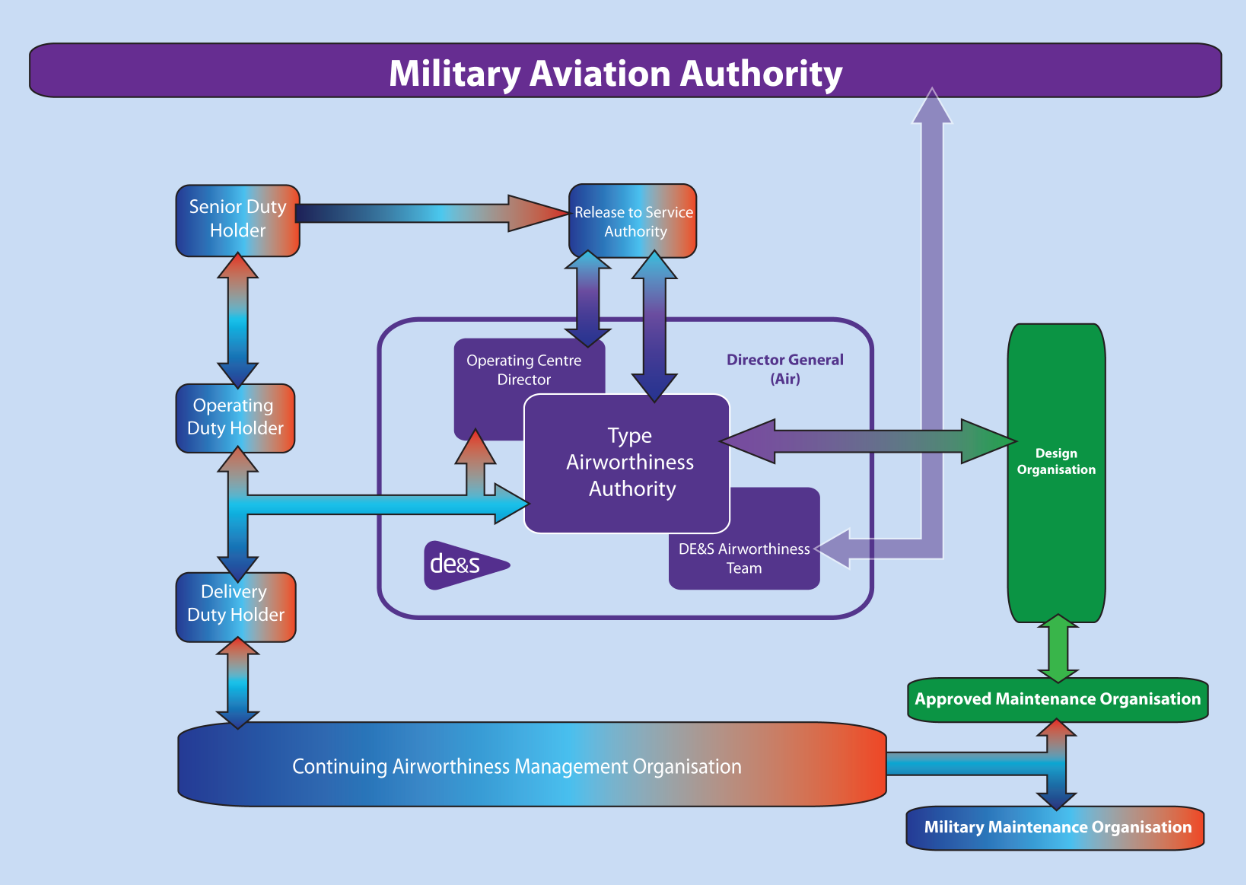 Military Aviation Authority
Senior Duty
Holder
Release to Service
Authority
Operating Centre
Director
Director General
(Air)
Operating
Duty Holder
Type
Airworthiness
Authority
Design
Organisation
de&s
DE&S Airworthiness
Team
Delivery
Duty Holder
Approved Maintenance Organisation
Continuing Airworthiness Management Organisation
Military Maintenance Organisation